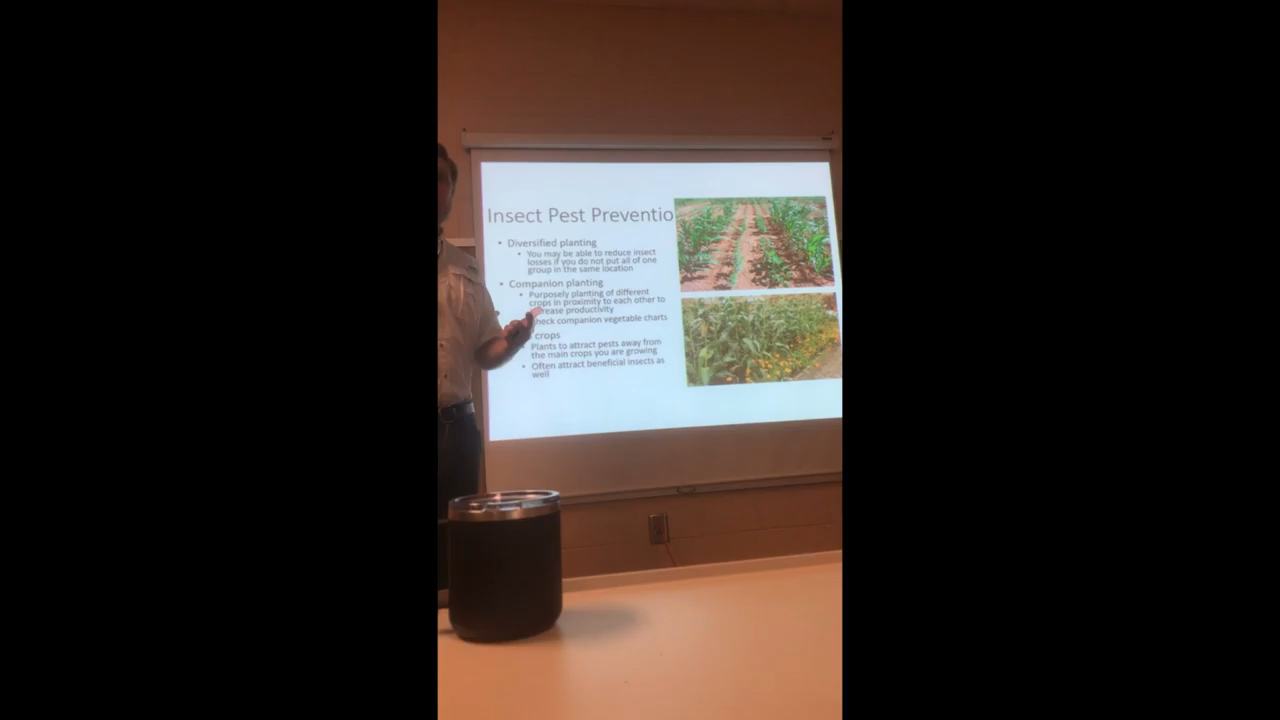 Insect Pest Preventio
• Diversified planting
• You may be able to reduce insect
losses if you do not put all of one
group in the same location
• Companion planting
• Purposely planting of different
crops in proximity to each other to
rease productivity
heck companion vegetable charts
crops
• Plants to attract pests away from
the main crops you are growing
• Often attract beneficial insects as
well